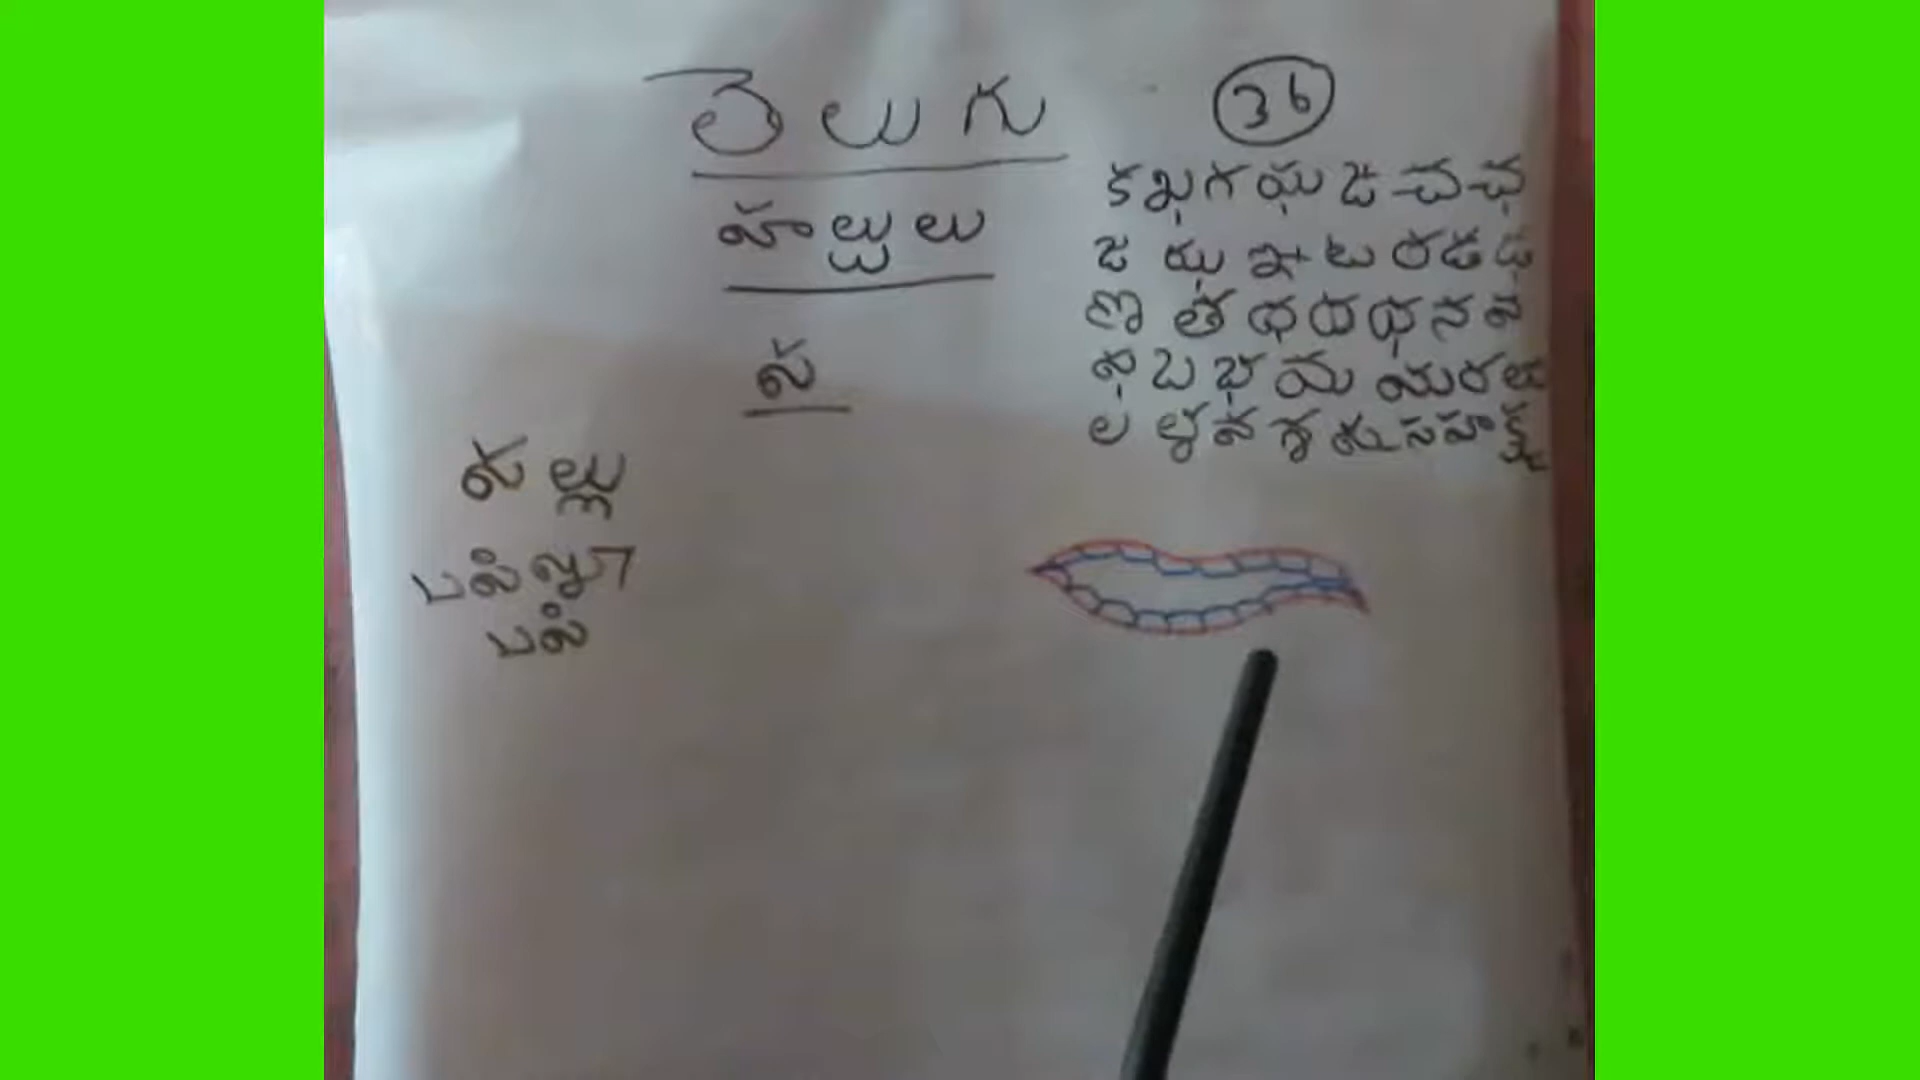 తెలుగు
36
హల్లులు
ప
క ఖ గ ఘ ఙ చ ఛ
జ ఝ ఞ ట ఠ డ ఢ
ణ త థ ద ధ న ప
ఫ బ భ మ య ర ఱ
ల ళ వ శ ష స హ క్ష
పళ్లు